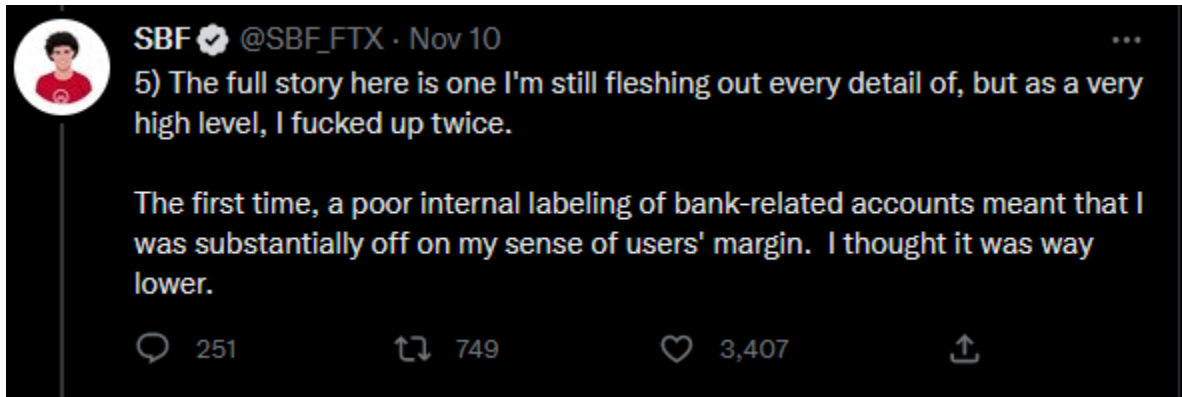 SBF @SBF_FTX · Nov 10
5) The full story here is one I'm still fleshing out every detail of, but as a very
high level, I fucked up twice.
The first time, a poor internal labeling of bank-related accounts meant that I
was substantially off on my sense of users' margin.  I thought it was way
lower.
251 749 3,407